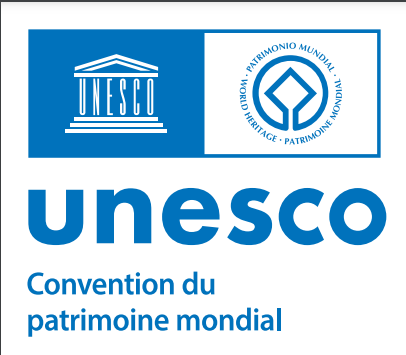 UNESCO
PATRIMONIO MUNDIAL · WORLD HERITAGE · PATRIMOINE MONDIAL ·
unesco
Convention du
patrimoine mondial